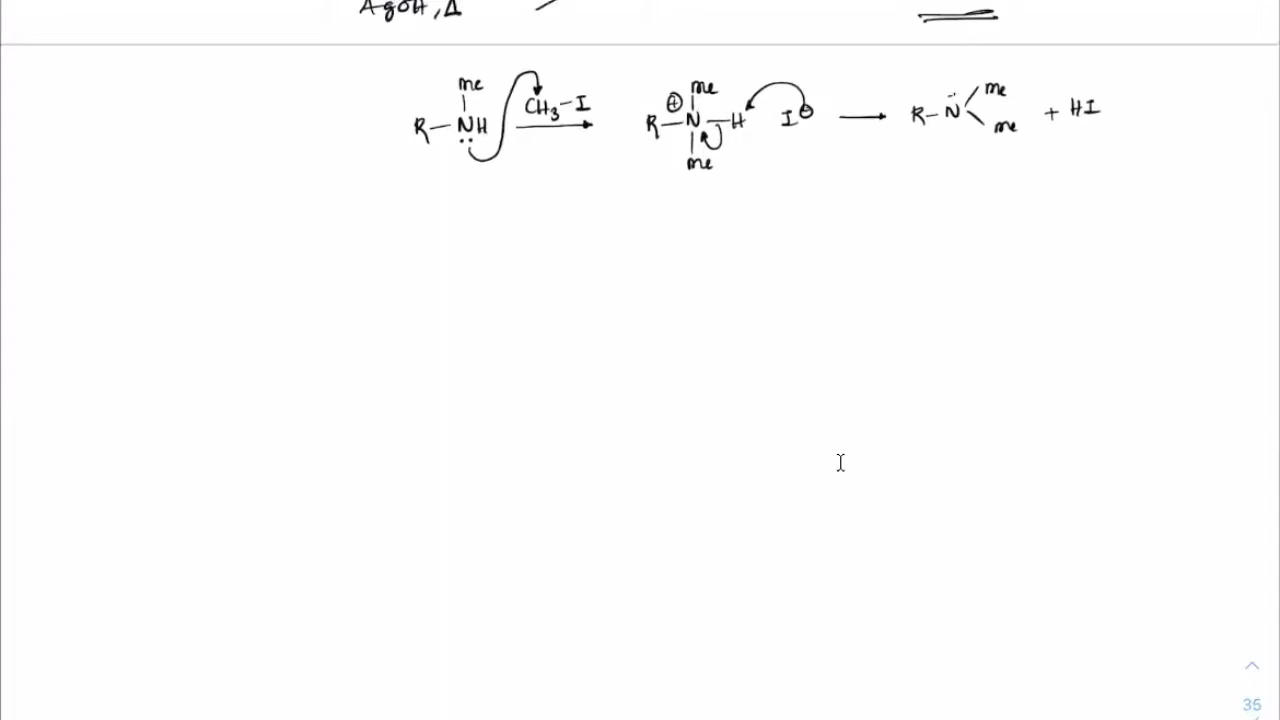 AgOH, Δ
Me Me Me
CH3-I
R-NH R-N-H I⊖ R-N + HI
⊕ Me
Me
35